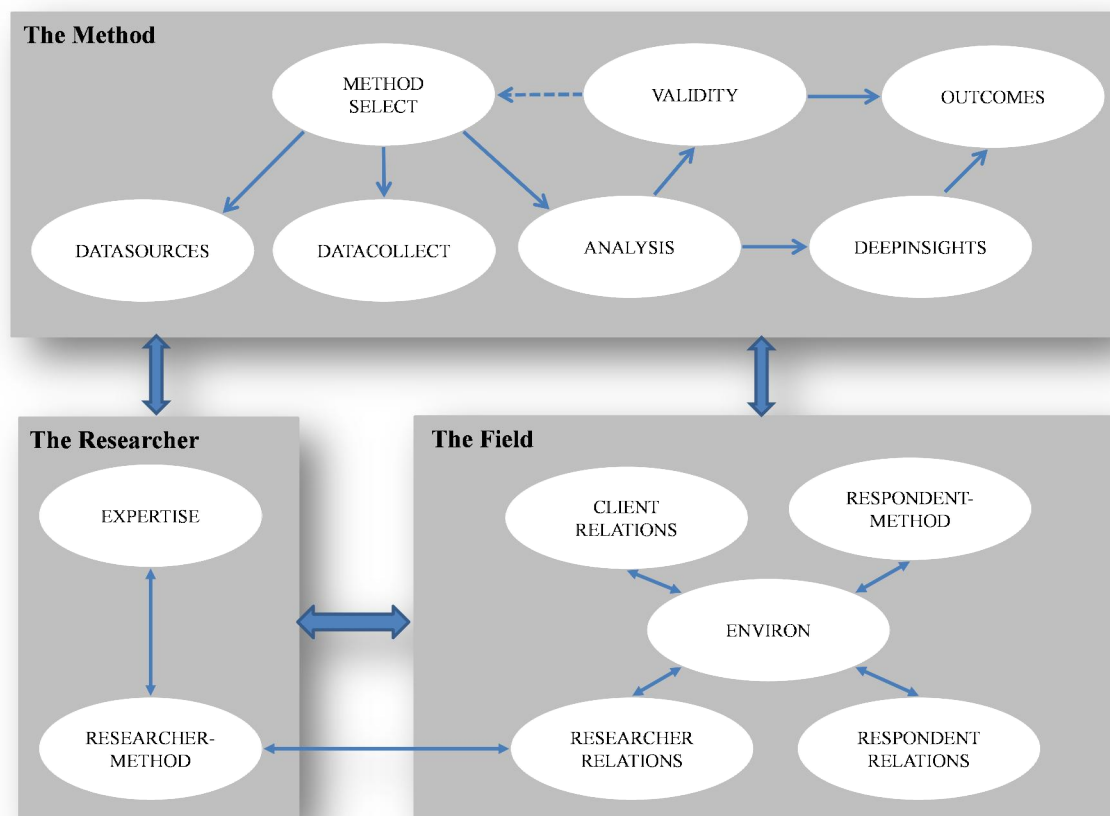 The Method
METHOD
SELECT
VALIDITY
OUTCOMES
DATASOURCES
DATACOLLECT
ANALYSIS
DEEPINSIGHTS
The Researcher
EXPERTISE
RESEARCHER-
METHOD
The Field
CLIENT
RELATIONS
RESPONDENT-
METHOD
ENVIRON
RESEARCHER
RELATIONS
RESPONDENT
RELATIONS